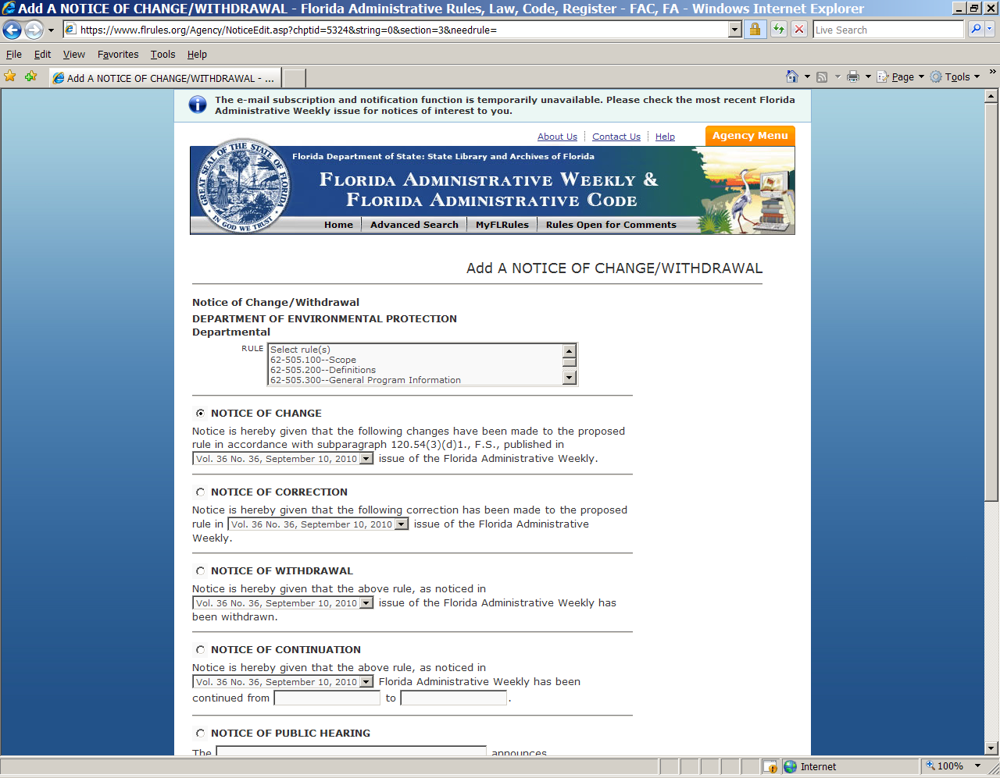 Add A NOTICE OF CHANGE/WITHDRAWAL - Florida Administrative Rules, Law, Code, Register - FAC, FA - Windows Internet Explorer
https://www.flrules.org/Agency/NoticeEdit.asp?chptid=5324&string=0&section=3&needrule=
Live Search
File Edit View Favorites Tools Help
Add A NOTICE OF CHANGE/WITHDRAWAL - ...
Page Tools »
The e-mail subscription and notification function is temporarily unavailable. Please check the most recent Florida
Administrative Weekly issue for notices of interest to you.
About Us Contact Us Help
Agency Menu
GREAT SEAL OF THE STATE OF FLORIDA
IN GOD WE TRUST
Florida Department of State: State Library and Archives of Florida
FLORIDA ADMINISTRATIVE WEEKLY &
FLORIDA ADMINISTRATIVE CODE
Home Advanced Search MyFLRules Rules Open for Comments
Add A NOTICE OF CHANGE/WITHDRAWAL
Notice of Change/Withdrawal
DEPARTMENT OF ENVIRONMENTAL PROTECTION
Departmental
RULE Select rule(s)
62-505.100--Scope
62-505.200--Definitions
62-505.300--General Program Information
NOTICE OF CHANGE
Notice is hereby given that the following changes have been made to the proposed
rule in accordance with subparagraph 120.54(3)(d)1., F.S., published in
Vol. 36 No. 36, September 10, 2010 issue of the Florida Administrative Weekly.
NOTICE OF CORRECTION
Notice is hereby given that the following correction has been made to the proposed
rule in Vol. 36 No. 36, September 10, 2010 issue of the Florida Administrative
Weekly.
NOTICE OF WITHDRAWAL
Notice is hereby given that the above rule, as noticed in
Vol. 36 No. 36, September 10, 2010 issue of the Florida Administrative Weekly has
been withdrawn.
NOTICE OF CONTINUATION
Notice is hereby given that the above rule, as noticed in
Vol. 36 No. 36, September 10, 2010 Florida Administrative Weekly has been
continued from to .
NOTICE OF PUBLIC HEARING
The announces
Internet
100%